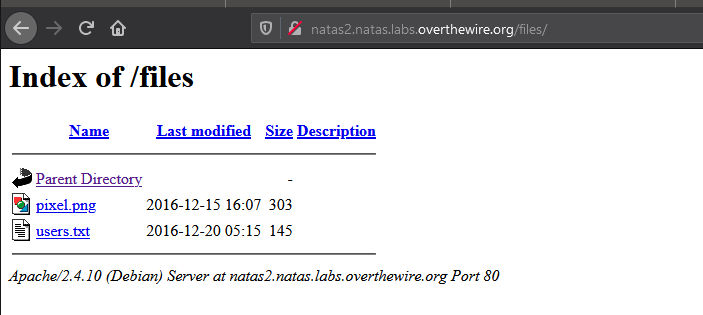 natas2.natas.labs.overthewire.org/files/
Index of /files
Name Last modified Size Description
Parent Directory -
pixel.png 2016-12-15 16:07 303
users.txt 2016-12-20 05:15 145
Apache/2.4.10 (Debian) Server at natas2.natas.labs.overthewire.org Port 80